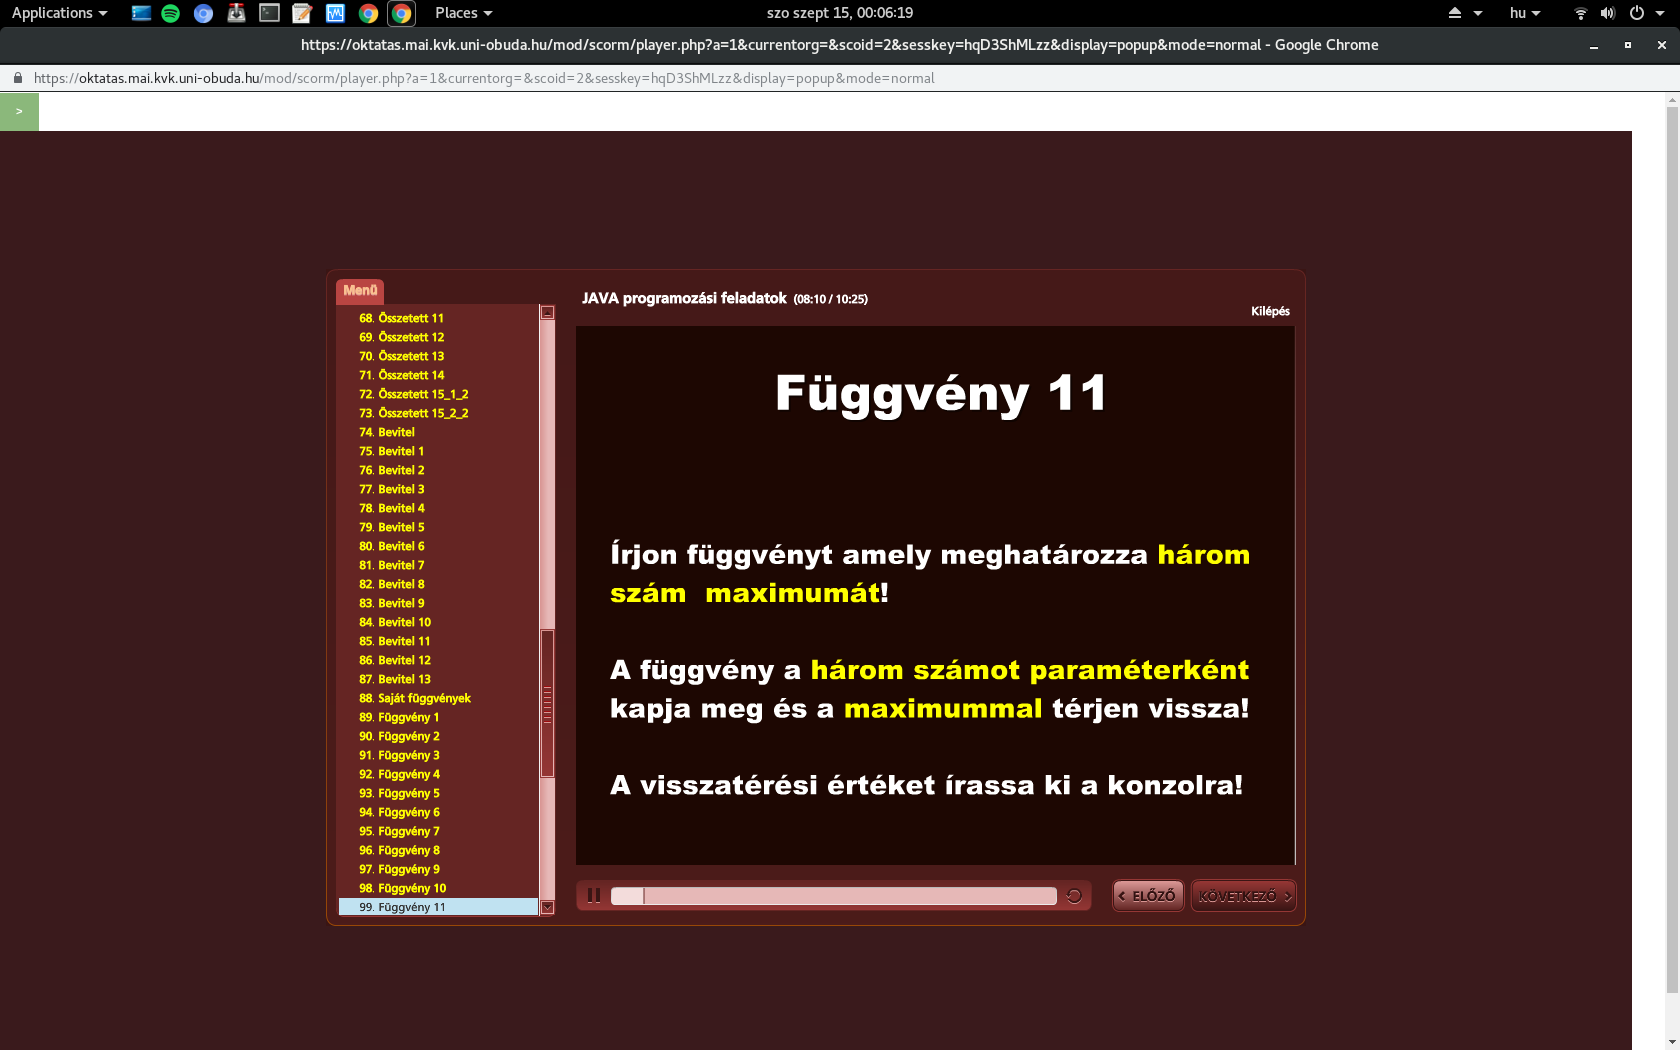 Applications
Places
szo szept 15, 00:06:19
hu
https://oktatas.mai.kvk.uni-obuda.hu/mod/scorm/player.php?a=1&currentorg=&scoid=2&sesskey=hqD3ShMLzz&display=popup&mode=normal - Google Chrome
https://oktatas.mai.kvk.uni-obuda.hu/mod/scorm/player.php?a=1&currentorg=&scoid=2&sesskey=hqD3ShMLzz&display=popup&mode=normal
>
Menü
68. Összetett 11
69. Összetett 12
70. Összetett 13
71. Összetett 14
72. Összetett 15_1_2
73. Összetett 15_2_2
74. Bevitel
75. Bevitel 1
76. Bevitel 2
77. Bevitel 3
78. Bevitel 4
79. Bevitel 5
80. Bevitel 6
81. Bevitel 7
82. Bevitel 8
83. Bevitel 9
84. Bevitel 10
85. Bevitel 11
86. Bevitel 12
87. Bevitel 13
88. Saját függvények
89. Függvény 1
90. Függvény 2
91. Függvény 3
92. Függvény 4
93. Függvény 5
94. Függvény 6
95. Függvény 7
96. Függvény 8
97. Függvény 9
98. Függvény 10
99. Függvény 11
JAVA programozási feladatok (08:10 / 10:25)
Kilépés
Függvény 11
Írjon függvényt amely meghatározza három
szám maximumát!
A függvény a három számot paraméterként
kapja meg és a maximummal térjen vissza!
A visszatérési értéket írassa ki a konzolra!
< ELŐZŐ
KÖVETKEZŐ >